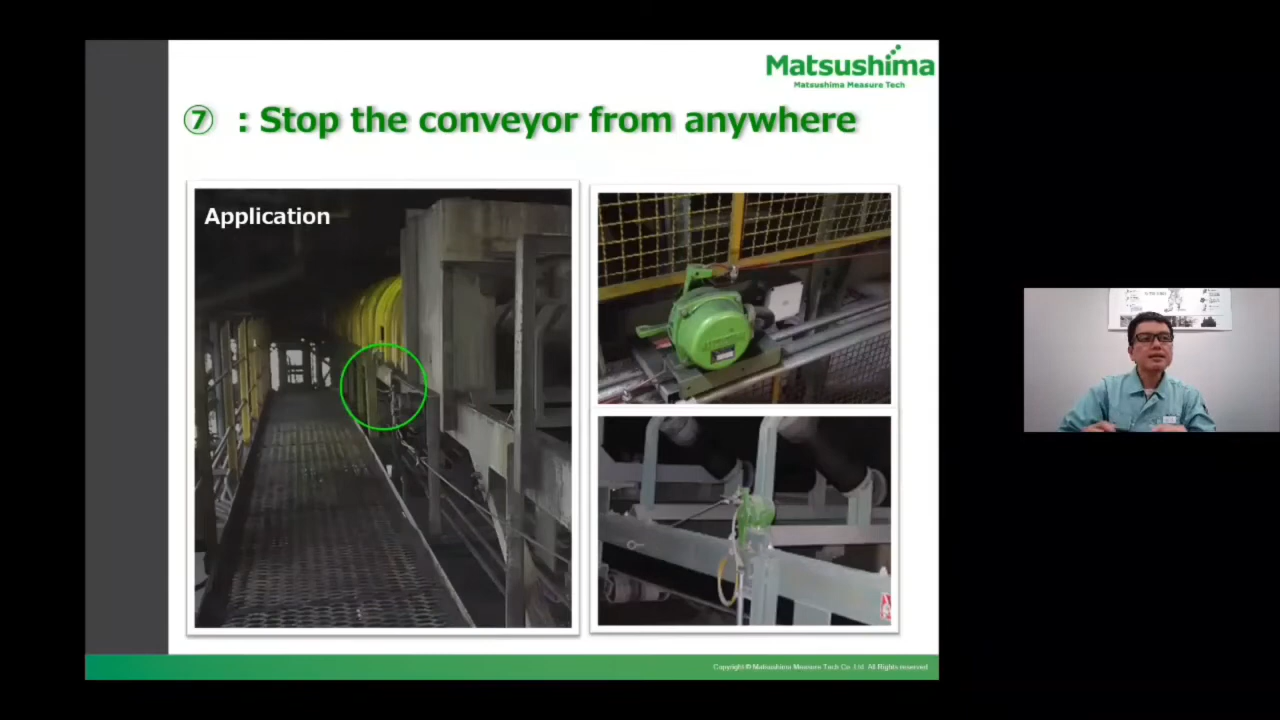 Matsushima
Matsushima Measure Tech
⑦ : Stop the conveyor from anywhere
Application
Copyright © Matsushima Measure Tech Co. Ltd. All Rights reserved